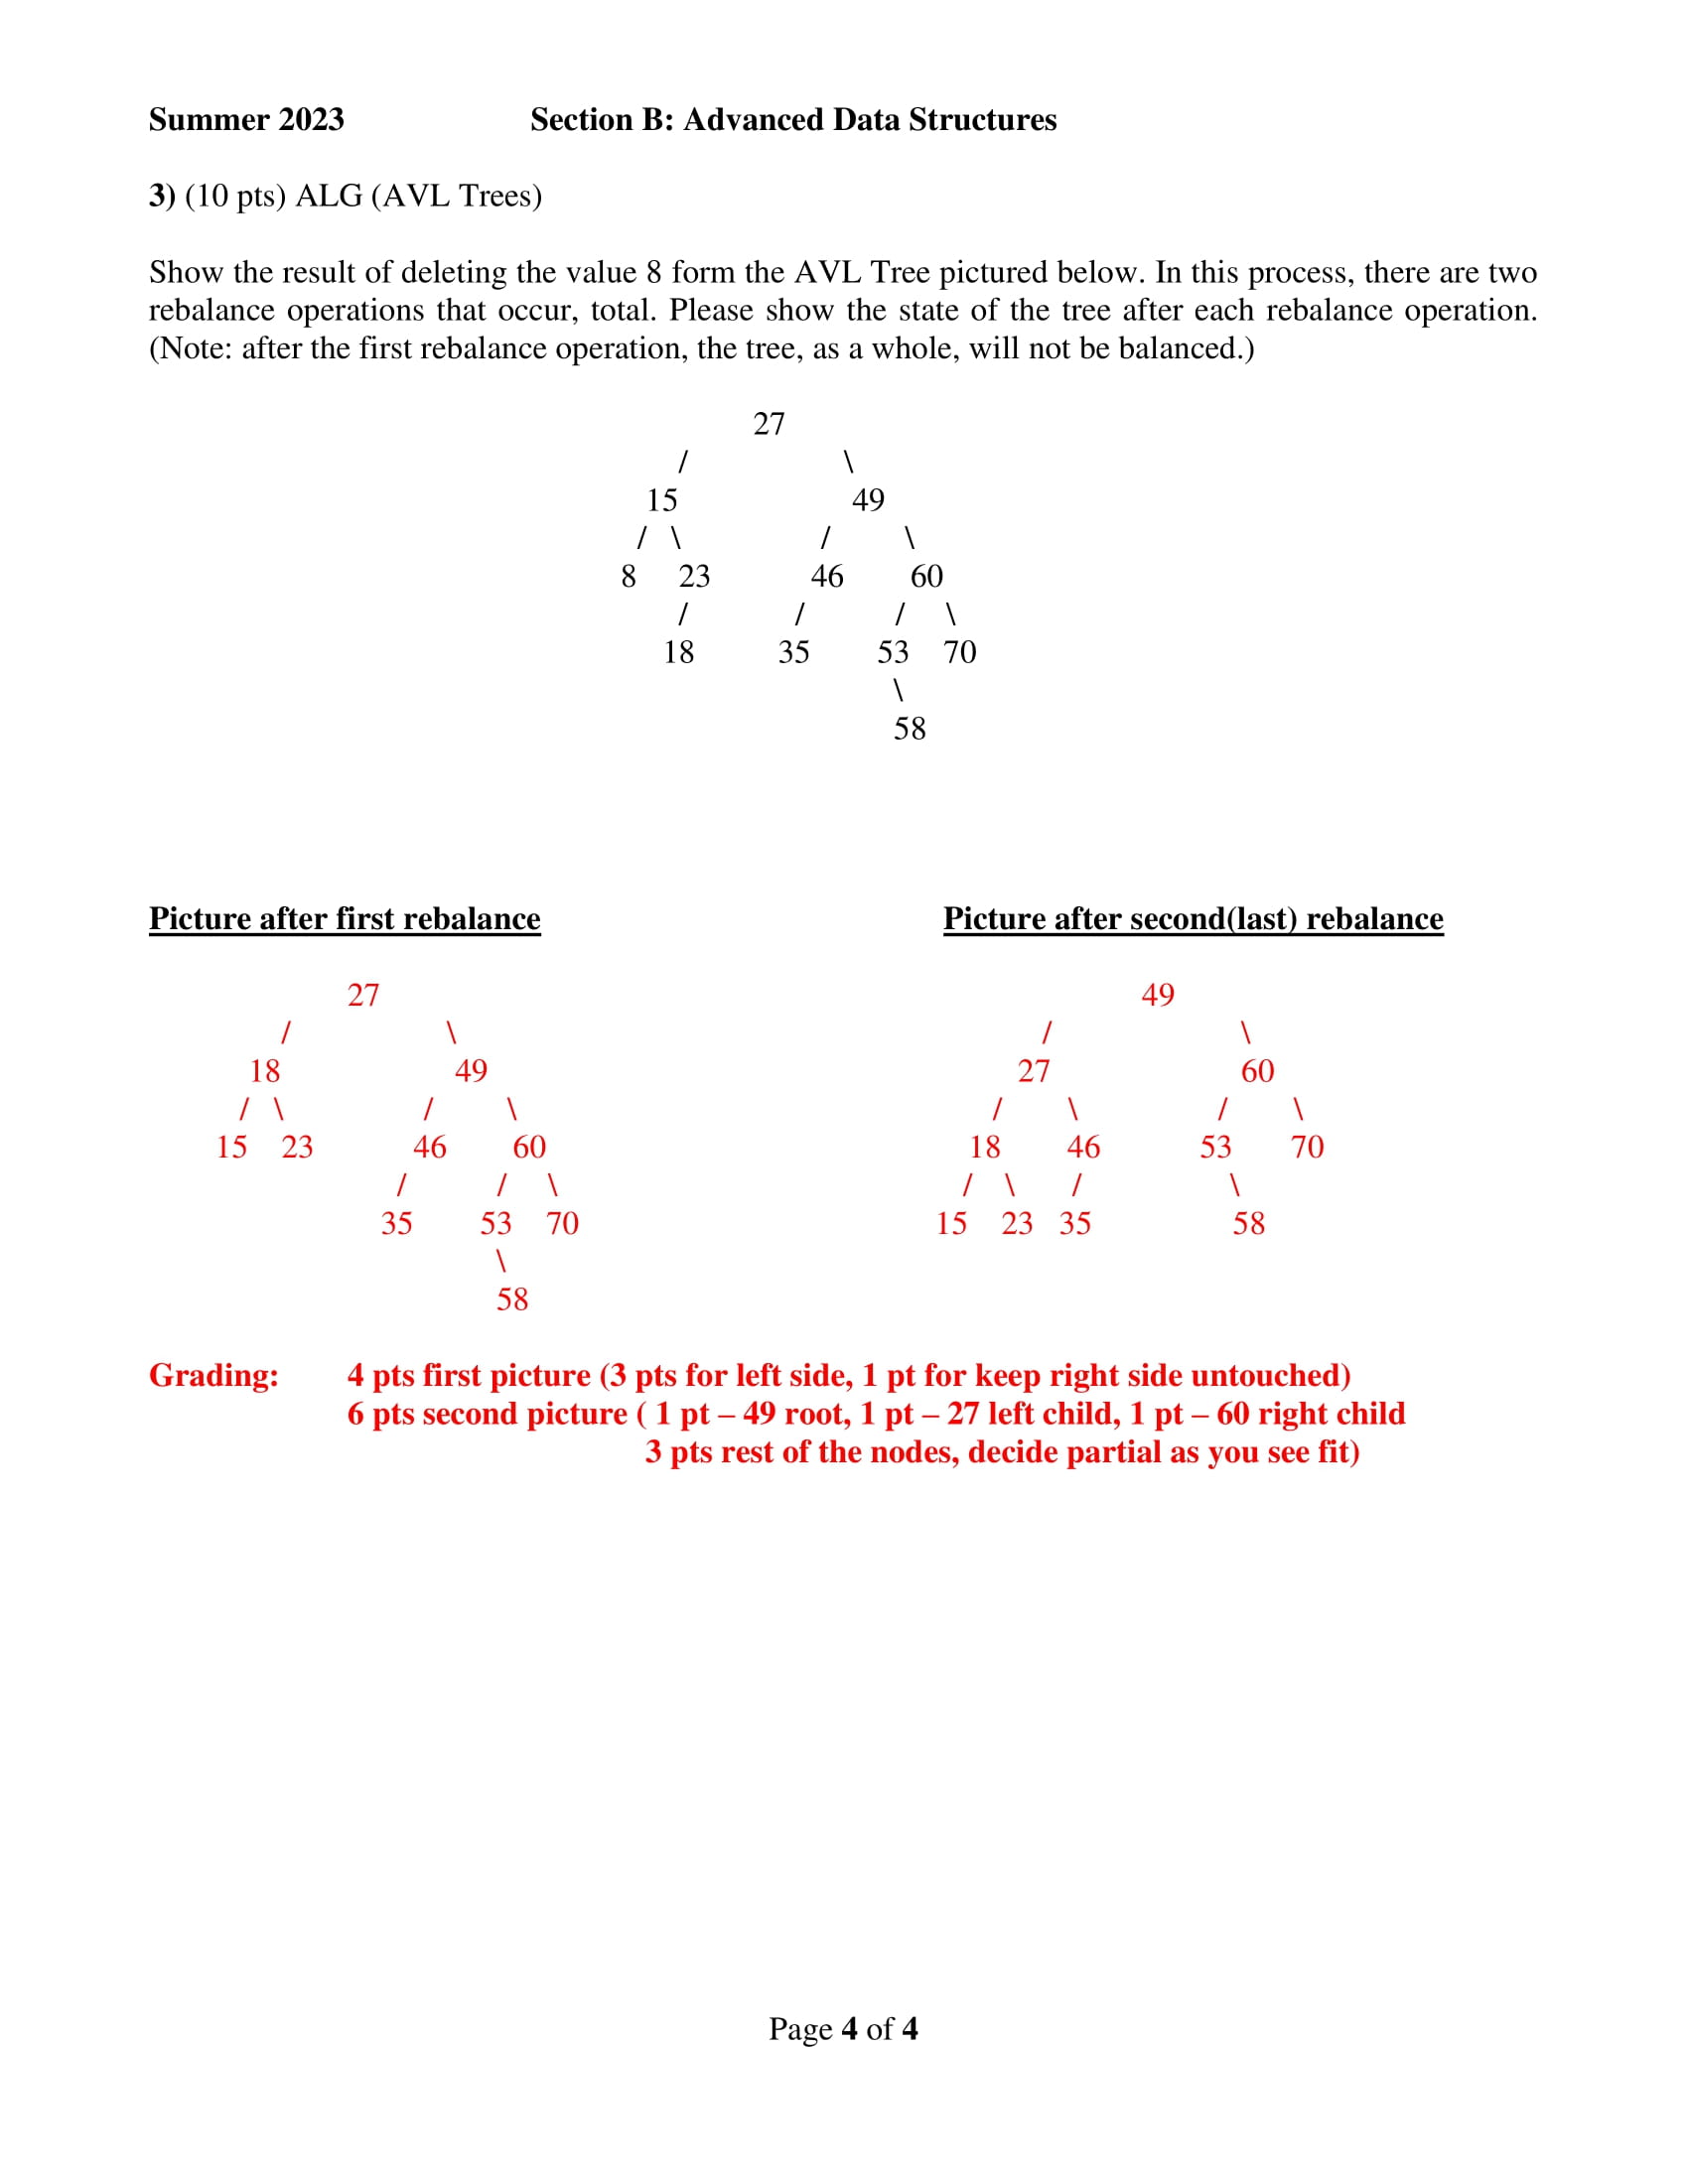 Summer 2023 Section B: Advanced Data Structures
3) (10 pts) ALG (AVL Trees)
Show the result of deleting the value 8 form the AVL Tree pictured below. In this process, there are two
rebalance operations that occur, total. Please show the state of the tree after each rebalance operation.
(Note: after the first rebalance operation, the tree, as a whole, will not be balanced.)
27
/ \
15 49
/ \ / \
8 23 46 60
/ / / \
18 35 53 70
\
58
Picture after first rebalance Picture after second(last) rebalance
27 49
/ \ / \
18 49 27 60
/ \ / \ / \ / \
15 23 46 60 18 46 53 70
/ / \ / \ / \
35 53 70 15 23 35 58
\
58
Grading: 4 pts first picture (3 pts for left side, 1 pt for keep right side untouched)
6 pts second picture ( 1 pt – 49 root, 1 pt – 27 left child, 1 pt – 60 right child
3 pts rest of the nodes, decide partial as you see fit)
Page 4 of 4